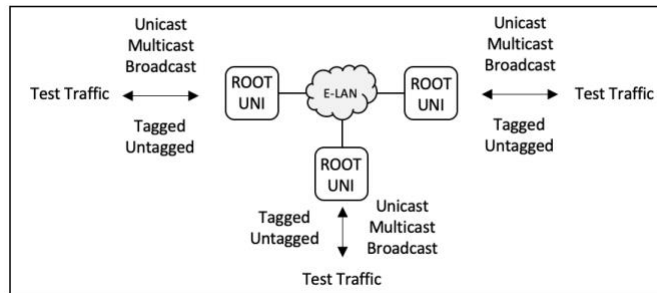 Unicast
Multicast
Broadcast
Test Traffic
Tagged
Untagged
ROOT
UNI
E-LAN
ROOT
UNI
Unicast
Multicast
Broadcast
Test Traffic
Tagged
Untagged
ROOT
UNI
Tagged
Untagged
Unicast
Multicast
Broadcast
Test Traffic